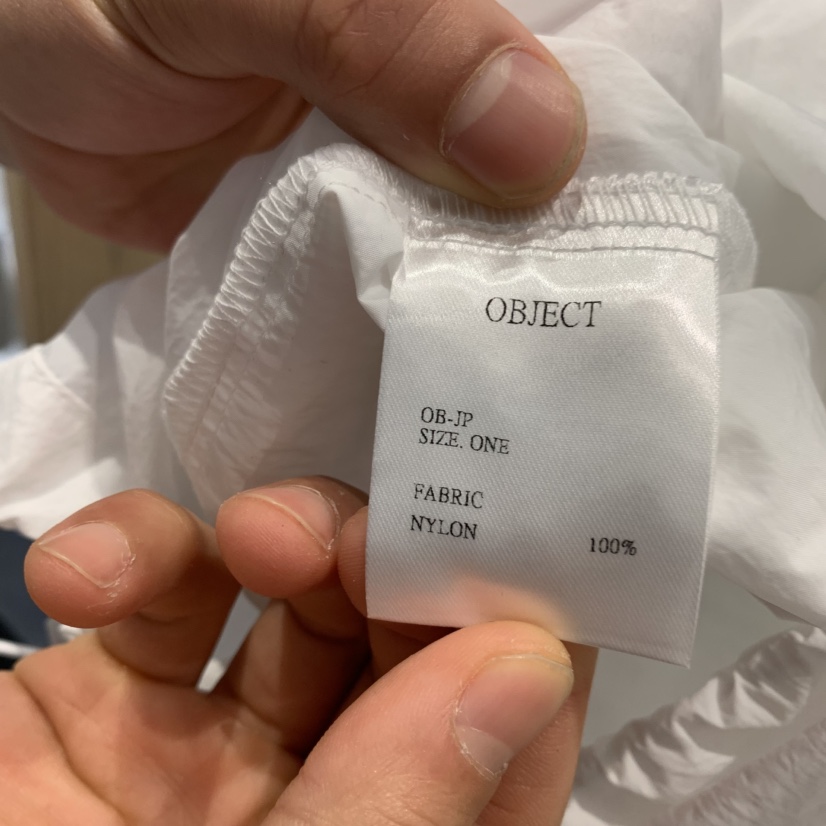 OBJECT
OB-JP
SIZE. ONE
FABRIC
NYLON 100%